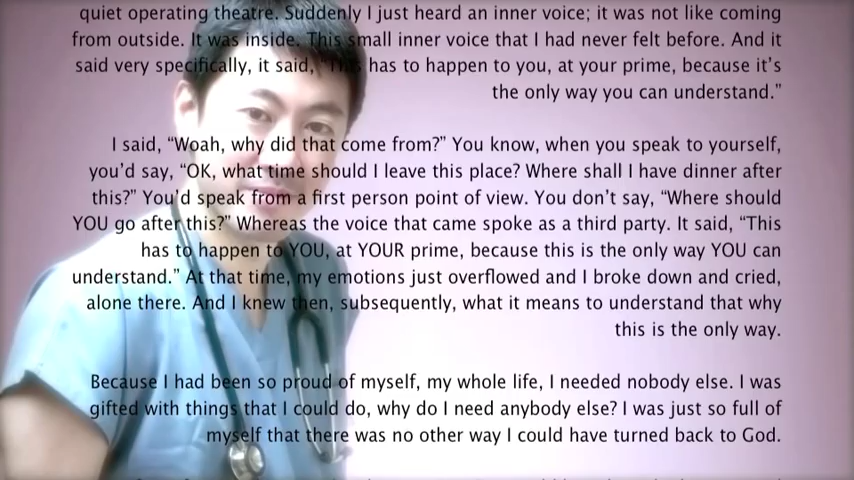 quiet operating theatre. Suddenly I just heard an inner voice; it was not like coming
from outside. It was inside. This small inner voice that I had never felt before. And it
said very specifically, it said, "This has to happen to you, at your prime, because it's
the only way you can understand."
I said, “Woah, why did that come from?” You know, when you speak to yourself,
you’d say, “OK, what time should I leave this place? Where shall I have dinner after
this?” You’d speak from a first person point of view. You don’t say, “Where should
YOU go after this?” Whereas the voice that came spoke as a third party. It said, “This
has to happen to YOU, at YOUR prime, because this is the only way YOU can
understand.” At that time, my emotions just overflowed and I broke down and cried,
alone there. And I knew then, subsequently, what it means to understand that why
this is the only way.
Because I had been so proud of myself, my whole life, I needed nobody else. I was
gifted with things that I could do, why do I need anybody else? I was just so full of
myself that there was no other way I could have turned back to God.